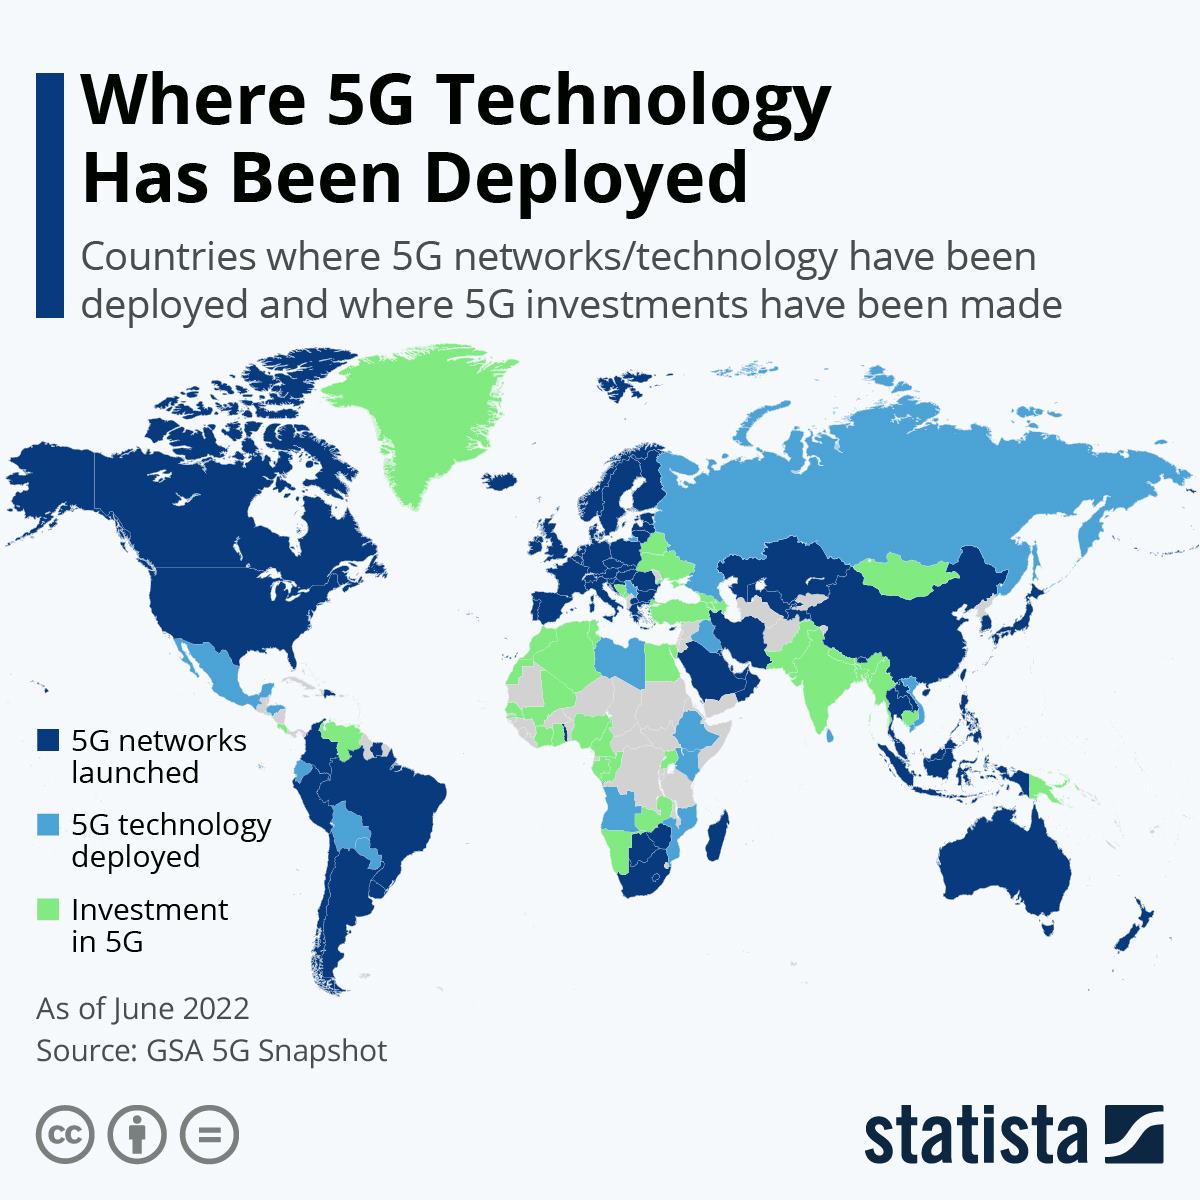 Where 5G Technology
Has Been Deployed
Countries where 5G networks/technology have been
deployed and where 5G investments have been made
5G networks
launched
5G technology
deployed
Investment
in 5G
As of June 2022
Source: GSA 5G Snapshot
cc
statista